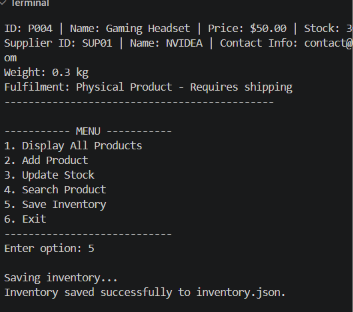 Terminal
ID: P004 | Name: Gaming Headset | Price: $50.00 | Stock: 3
Supplier ID: SUP01 | Name: NVIDEA | Contact Info: contact@
om
Weight: 0.3 kg
Fulfilment: Physical Product - Requires shipping
-------------------------------------------
----------- MENU -----------
1. Display All Products
2. Add Product
3. Update Stock
4. Search Product
5. Save Inventory
6. Exit
---------------------------
Enter option: 5
Saving inventory...
Inventory saved successfully to inventory.json.